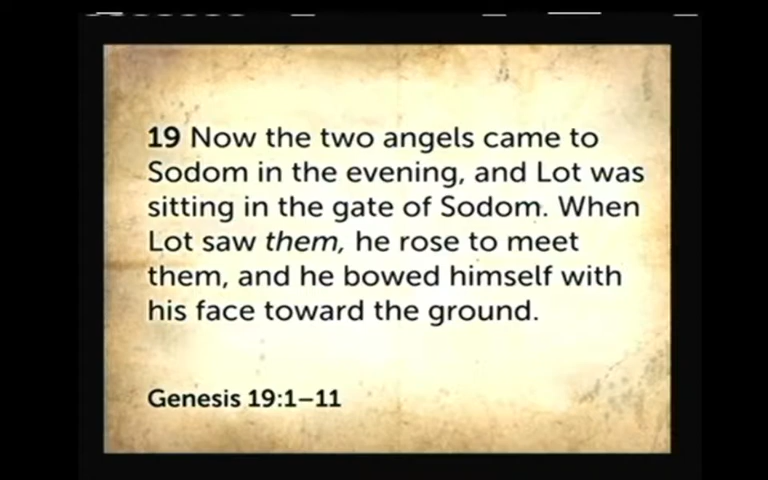 19 Now the two angels came to
Sodom in the evening, and Lot was
sitting in the gate of Sodom. When
Lot saw them, he rose to meet
them, and he bowed himself with
his face toward the ground.
Genesis 19:1–11